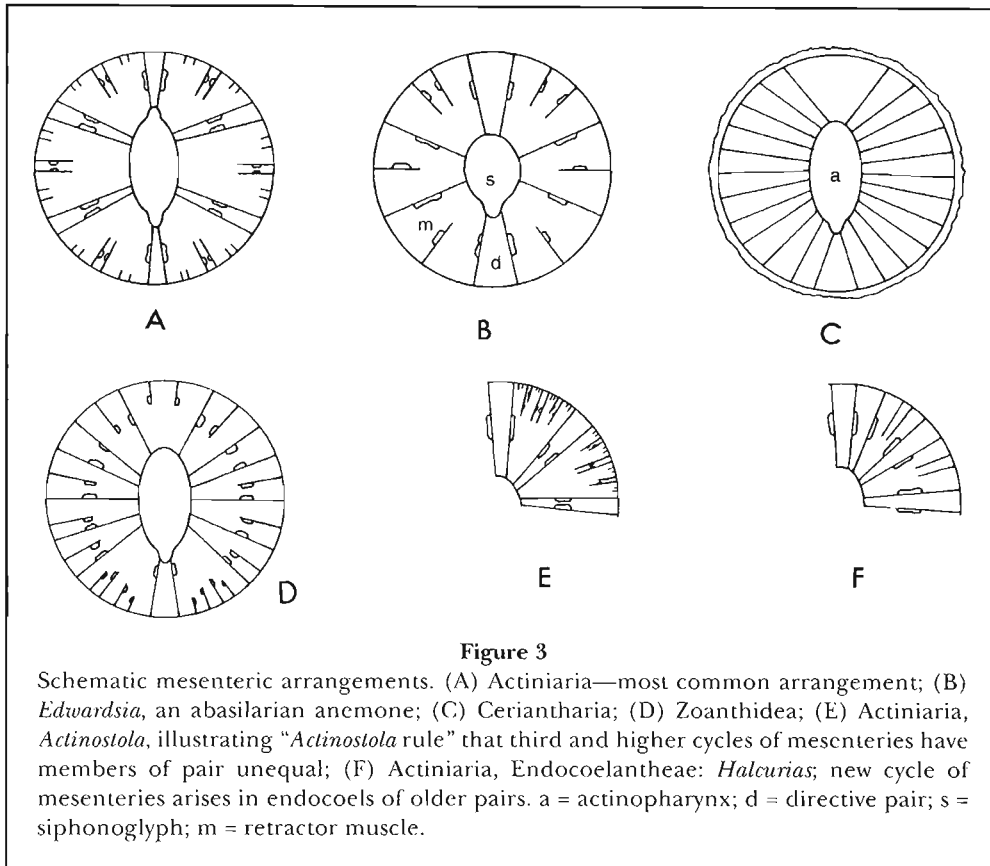 A
s
m
d
B
a
C
D
E
F
Figure 3
Schematic mesenteric arrangements. (A) Actiniaria—most common arrangement; (B)
Edwardsia, an abasilarian anemone; (C) Ceriantharia; (D) Zoanthidea; (E) Actiniaria,
Actinostola, illustrating “Actinostola rule” that third and higher cycles of mesenteries have
members of pair unequal; (F) Actiniaria, Endocoelantheae: Halcurias; new cycle of
mesenteries arises in endocoels of older pairs. a = actinopharynx; d = directive pair; s =
siphonoglyph; m = retractor muscle.